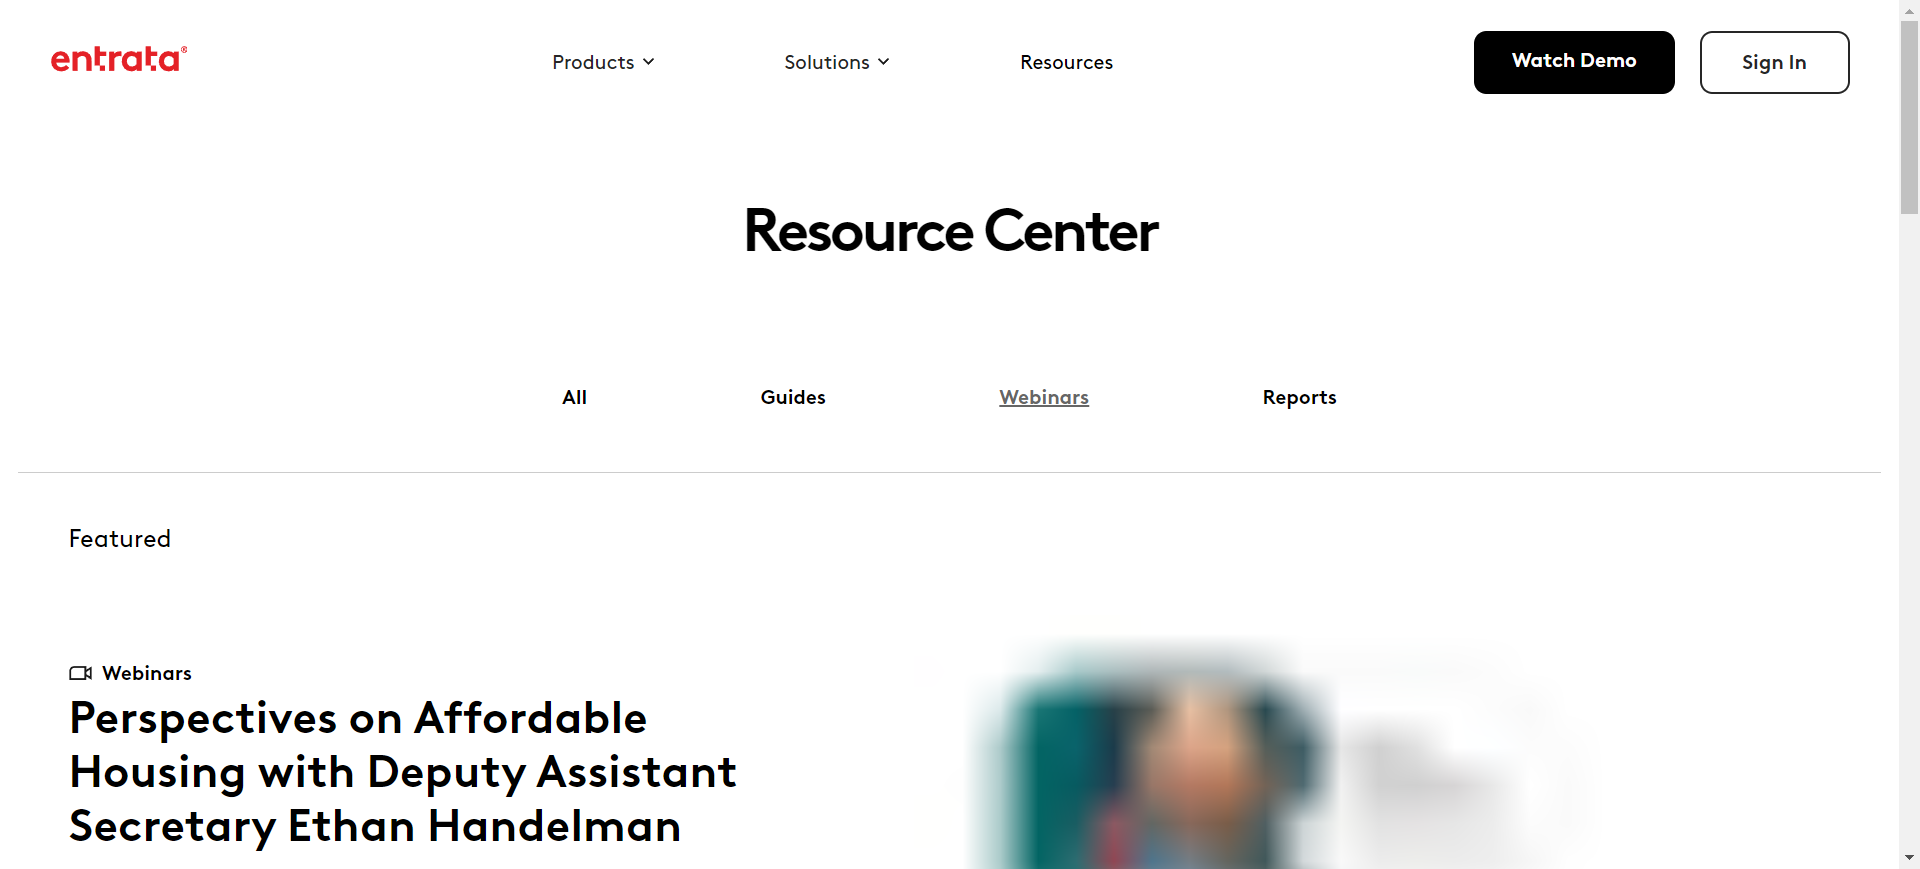 entrata®
Products
Solutions
Resources
Watch Demo
Sign In
Resource Center
All
Guides
Webinars
Reports
Featured
Webinars
Perspectives on Affordable
Housing with Deputy Assistant
Secretary Ethan Handelman